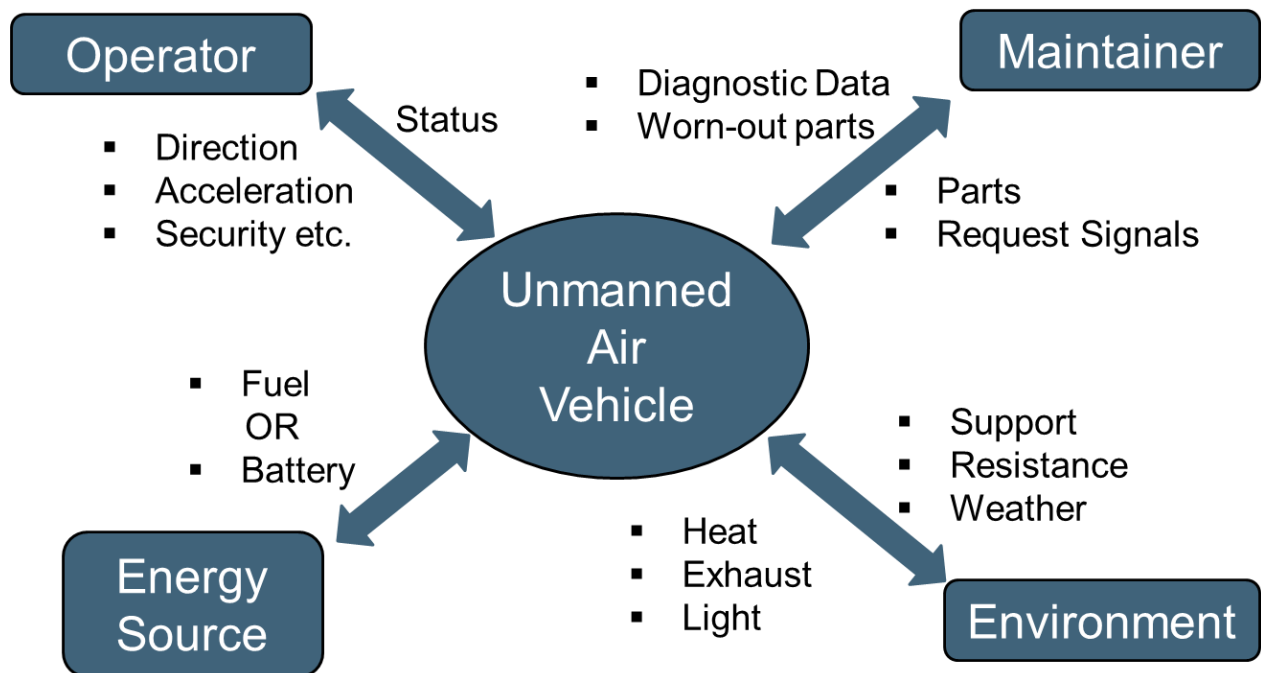 Operator
Maintainer
Status
▪ Diagnostic Data
▪ Worn-out parts
▪ Direction
▪ Acceleration
▪ Security etc.
▪ Parts
▪ Request Signals
Unmanned
Air
Vehicle
▪ Fuel
OR
▪ Battery
▪ Support
▪ Resistance
▪ Weather
▪ Heat
▪ Exhaust
▪ Light
Energy
Source
Environment